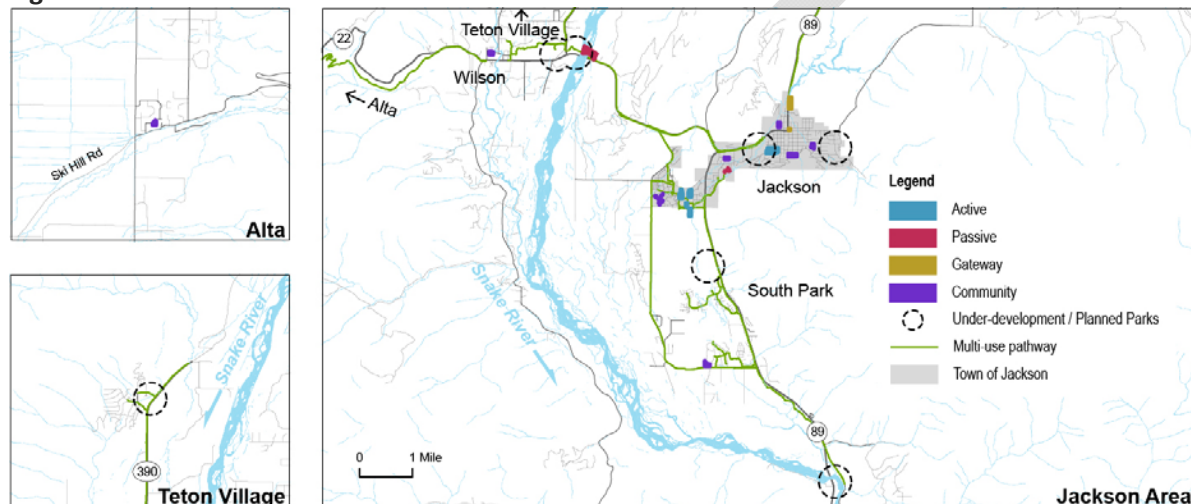 Ski Hill Rd
Alta
Snake River
390
Teton Village
22
Teton Village
89
Wilson
Alta
Jackson
Snake River
South Park
89
0 1 Mile
Jackson Area
Legend
Active
Passive
Gateway
Community
Under-development / Planned Parks
Multi-use pathway
Town of Jackson